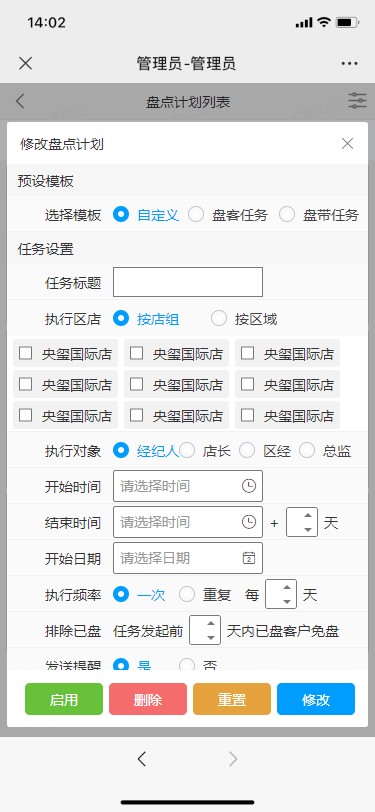 14:02
管理员-管理员
盘点计划列表
修改盘点计划
预设模板
选择模板 自定义 盘客任务 盘带任务
任务设置
任务标题
执行区店 按店组 按区域
央玺国际店 央玺国际店 央玺国际店
央玺国际店 央玺国际店 央玺国际店
央玺国际店 央玺国际店 央玺国际店
执行对象 经纪人 店长 区经 总监
开始时间 请选择时间
结束时间 请选择时间 + 天
开始日期 请选择日期
执行频率 一次 重复 每 天
排除已盘 任务发起前 天内已盘客户免盘
发送提醒 是 否
启用 删除 重置 修改